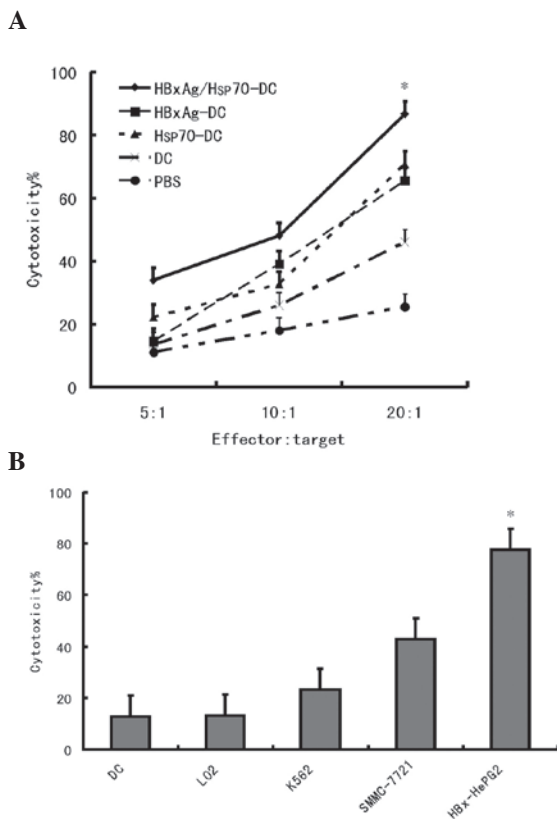 A
100
80
60
40
20
0
Cytotoxicity%
HBxAg/HSP70-DC
HBxAg-DC
HSP70-DC
DC
PBS
*
5:1 10:1 20:1
Effector:target
B
100
80
60
40
20
0
Cytotoxicity%
*
DC LO2 K562 SMMC-7721 HBx-HePG2